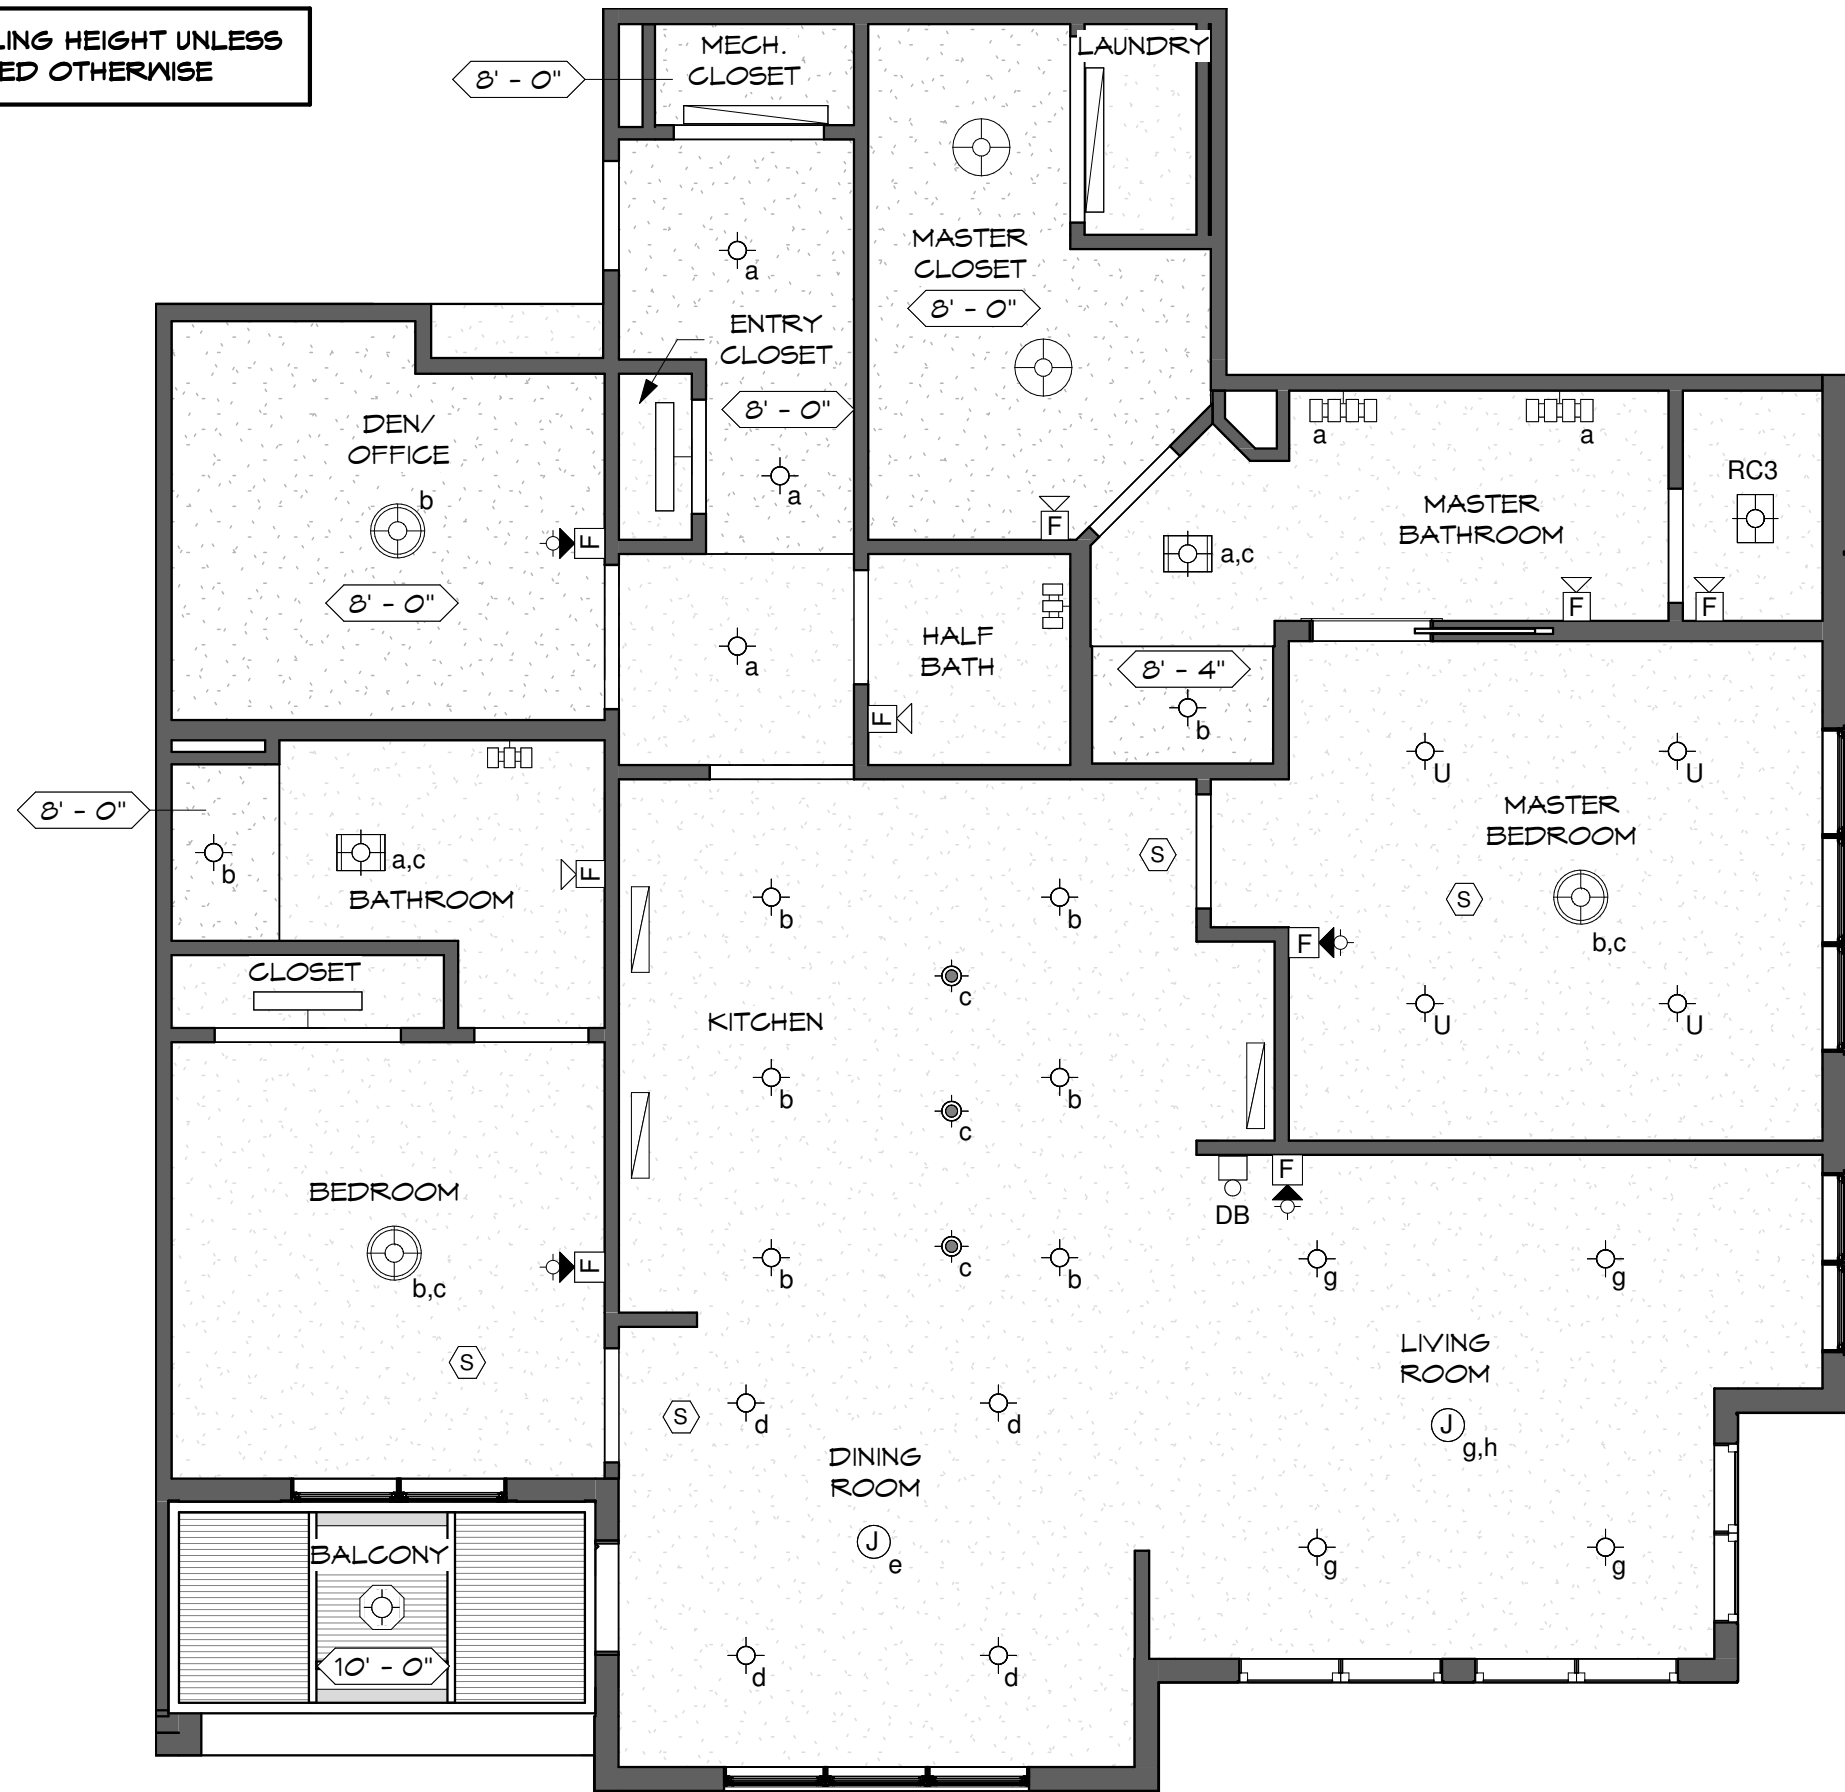 LING HEIGHT UNLESS
ED OTHERWISE
8' - 0"
MECH.
CLOSET
LAUNDRY
MASTER
CLOSET
8' - 0"
a
ENTRY
CLOSET
8' - 0"
a
DEN/
OFFICE
b
8' - 0"
F
F
a
a
MASTER
BATHROOM
RC3
a,c
F
F
a
HALF
BATH
F
8' - 4"
b
8' - 0"
b
a,c
BATHROOM
F
CLOSET
S
U
U
MASTER
BEDROOM
S
b,c
F
U
U
b
b
c
KITCHEN
b
b
c
b
b
c
BEDROOM
b,c
F
S
F
DB
g
g
LIVING
ROOM
J
g,h
g
g
S
d
d
DINING
ROOM
J
e
d
d
BALCONY
10' - 0"